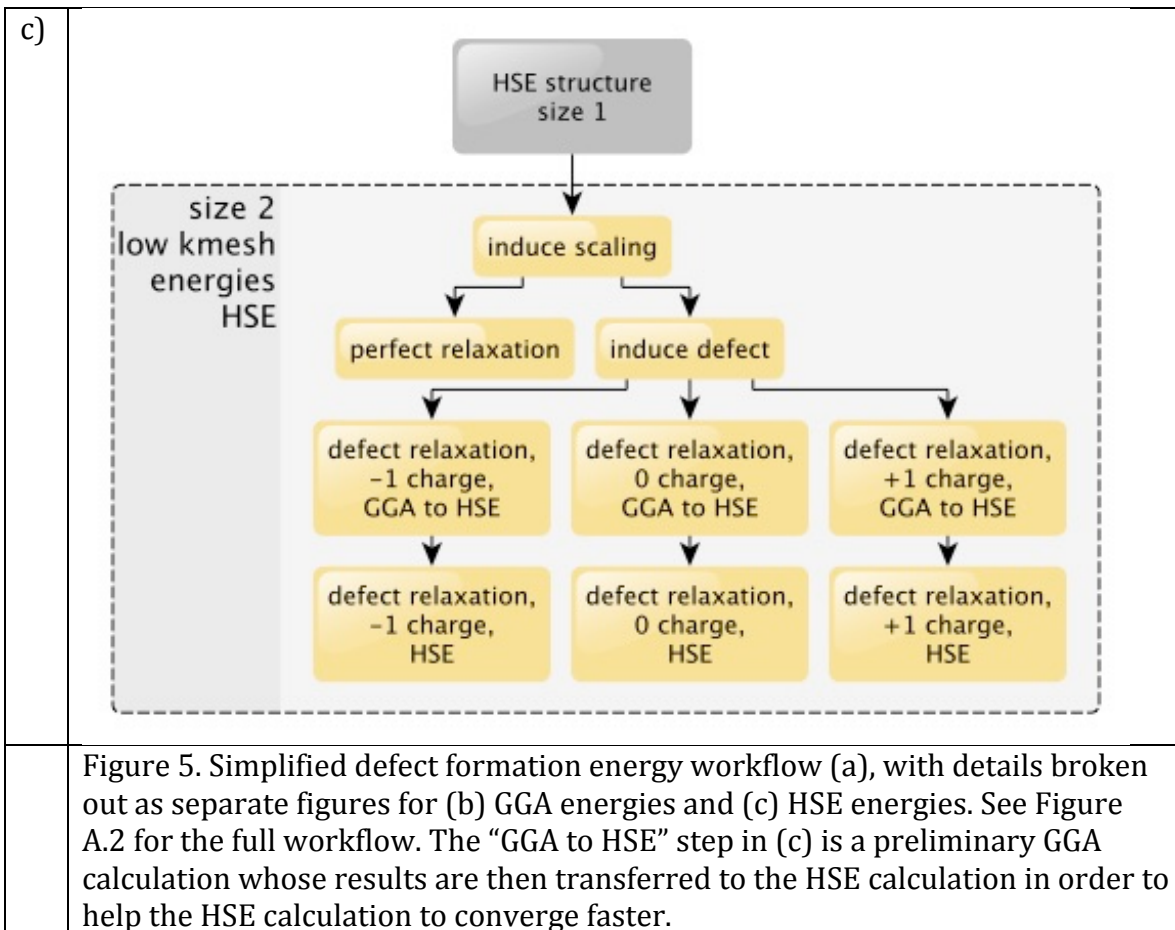 c)
HSE structure
size 1
size 2
low kmesh
energies
HSE
induce scaling
perfect relaxation
induce defect
defect relaxation,
−1 charge,
GGA to HSE
defect relaxation,
0 charge,
GGA to HSE
defect relaxation,
+1 charge,
GGA to HSE
defect relaxation,
−1 charge,
HSE
defect relaxation,
0 charge,
HSE
defect relaxation,
+1 charge,
HSE
Figure 5. Simplified defect formation energy workflow (a), with details broken
out as separate figures for (b) GGA energies and (c) HSE energies. See Figure
A.2 for the full workflow. The “GGA to HSE” step in (c) is a preliminary GGA
calculation whose results are then transferred to the HSE calculation in order to
help the HSE calculation to converge faster.